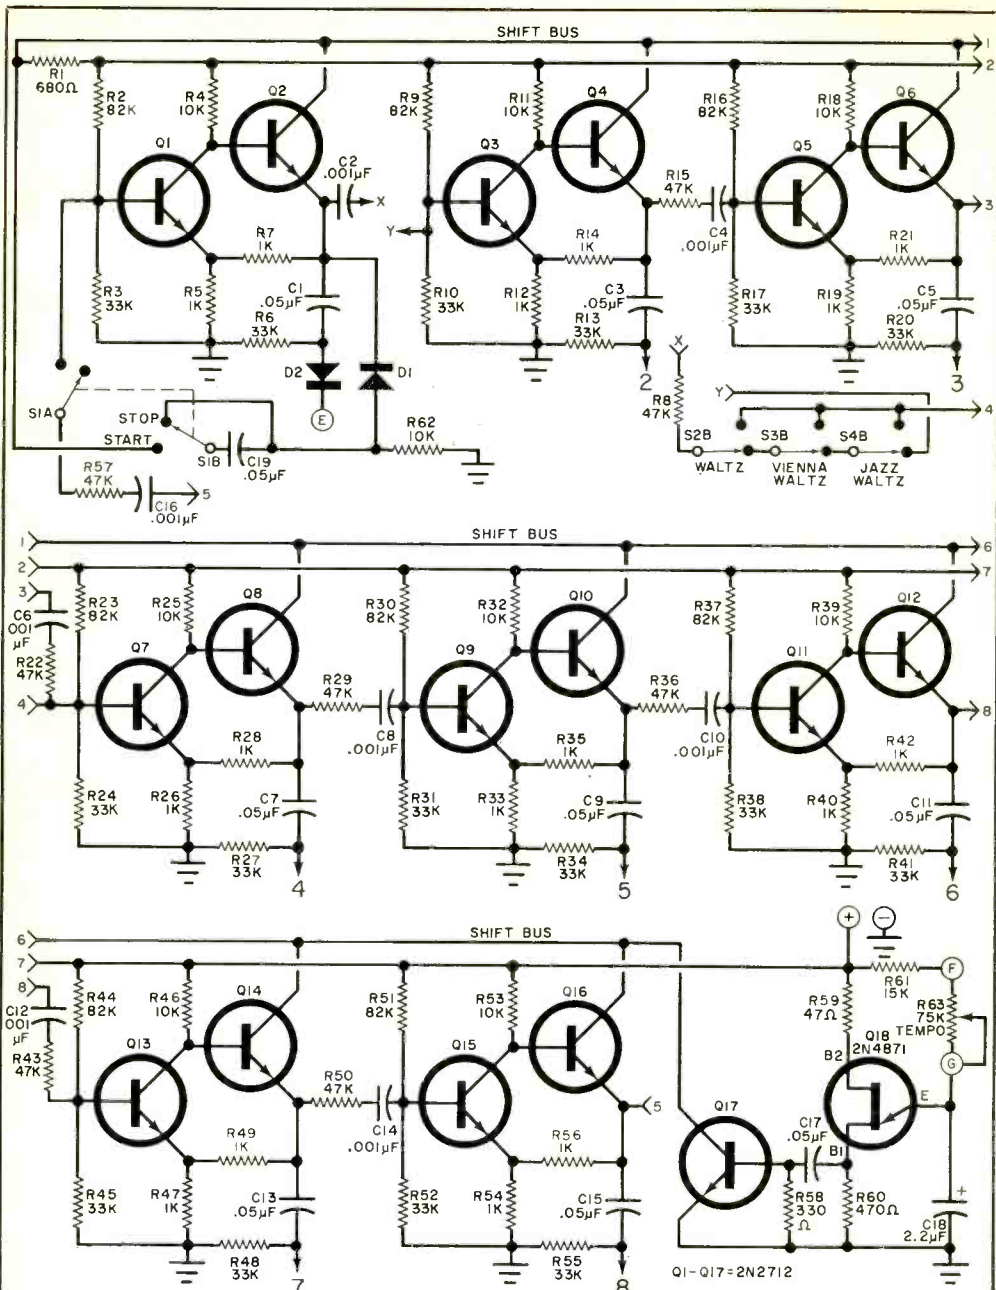 SHIFT BUS
1
2
R1
680Ω
R2
82K
R4
10K
Q2
Q1
C2
.001µF
X
R7
1K
R3
33K
R5
1K
C1
.05µF
R6
33K
D2
D1
E
R9
82K
R11
10K
Q4
Q3
R15
47K
C4
.001µF
Y
R14
1K
R10
33K
R12
1K
C3
.05µF
R13
33K
2
R16
82K
R18
10K
Q6
Q5
3
R21
1K
R17
33K
R19
1K
C5
.05µF
R20
33K
3
S1A
STOP
START
S1B
C19
.05µF
R62
10K
R57
47K
C16
.001µF
5
X
R8
47K
Y
4
S2B
WALTZ
S3B
VIENNA
WALTZ
S4B
JAZZ
WALTZ
SHIFT BUS
1
2
3
4
6
7
C6
001
µF
R22
47K
R23
82K
R25
10K
Q8
Q7
R29
47K
C8
.001µF
R28
1K
R24
33K
R26
1K
C7
.05µF
R27
33K
4
R30
82K
R32
10K
Q10
Q9
R36
47K
C10
.001µF
R35
1K
R31
33K
R33
1K
C9
.05µF
R34
33K
5
R37
82K
R39
10K
Q12
Q11
8
R42
1K
R38
33K
R40
1K
C11
.05µF
R41
33K
6
SHIFT BUS
6
7
8
C12
001
µF
R43
47K
R44
82K
R46
10K
Q14
Q13
R50
47K
C14
.001µF
R49
1K
R45
33K
R47
1K
C13
.05µF
R48
33K
7
R51
82K
R53
10K
Q16
Q15
5
R56
1K
R52
33K
R54
1K
C15
.05µF
R55
33K
8
+
−
R61
15K
F
R59
47Ω
R63
75K
TEMPO
Q18
2N4871
B2
G
E
Q17
C17
.05µF
B1
R58
330
Ω
R60
470Ω
+
C18
2.2µF
Q1-Q17=2N2712